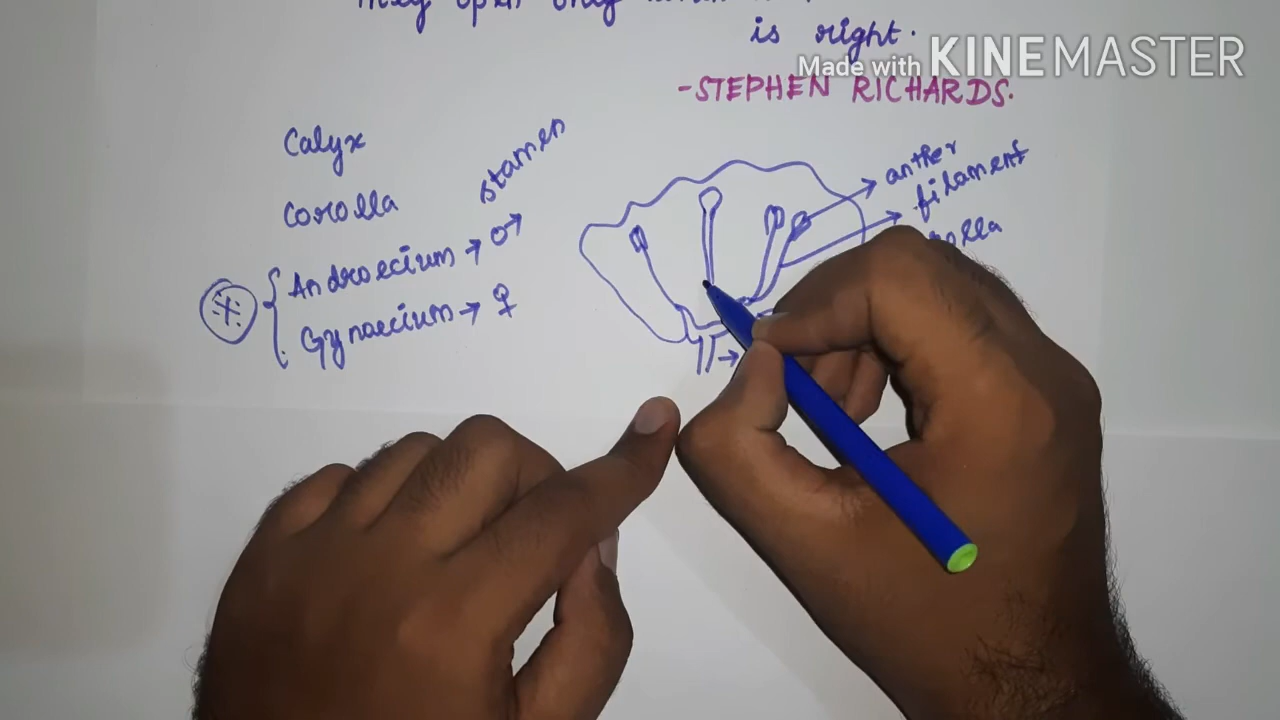 is right.
Made with KINEMASTER
-STEPHEN RICHARDS.
Calyx
Corolla
stamen
Androecium → ♂
Gynaecium → ♀
anther
filament